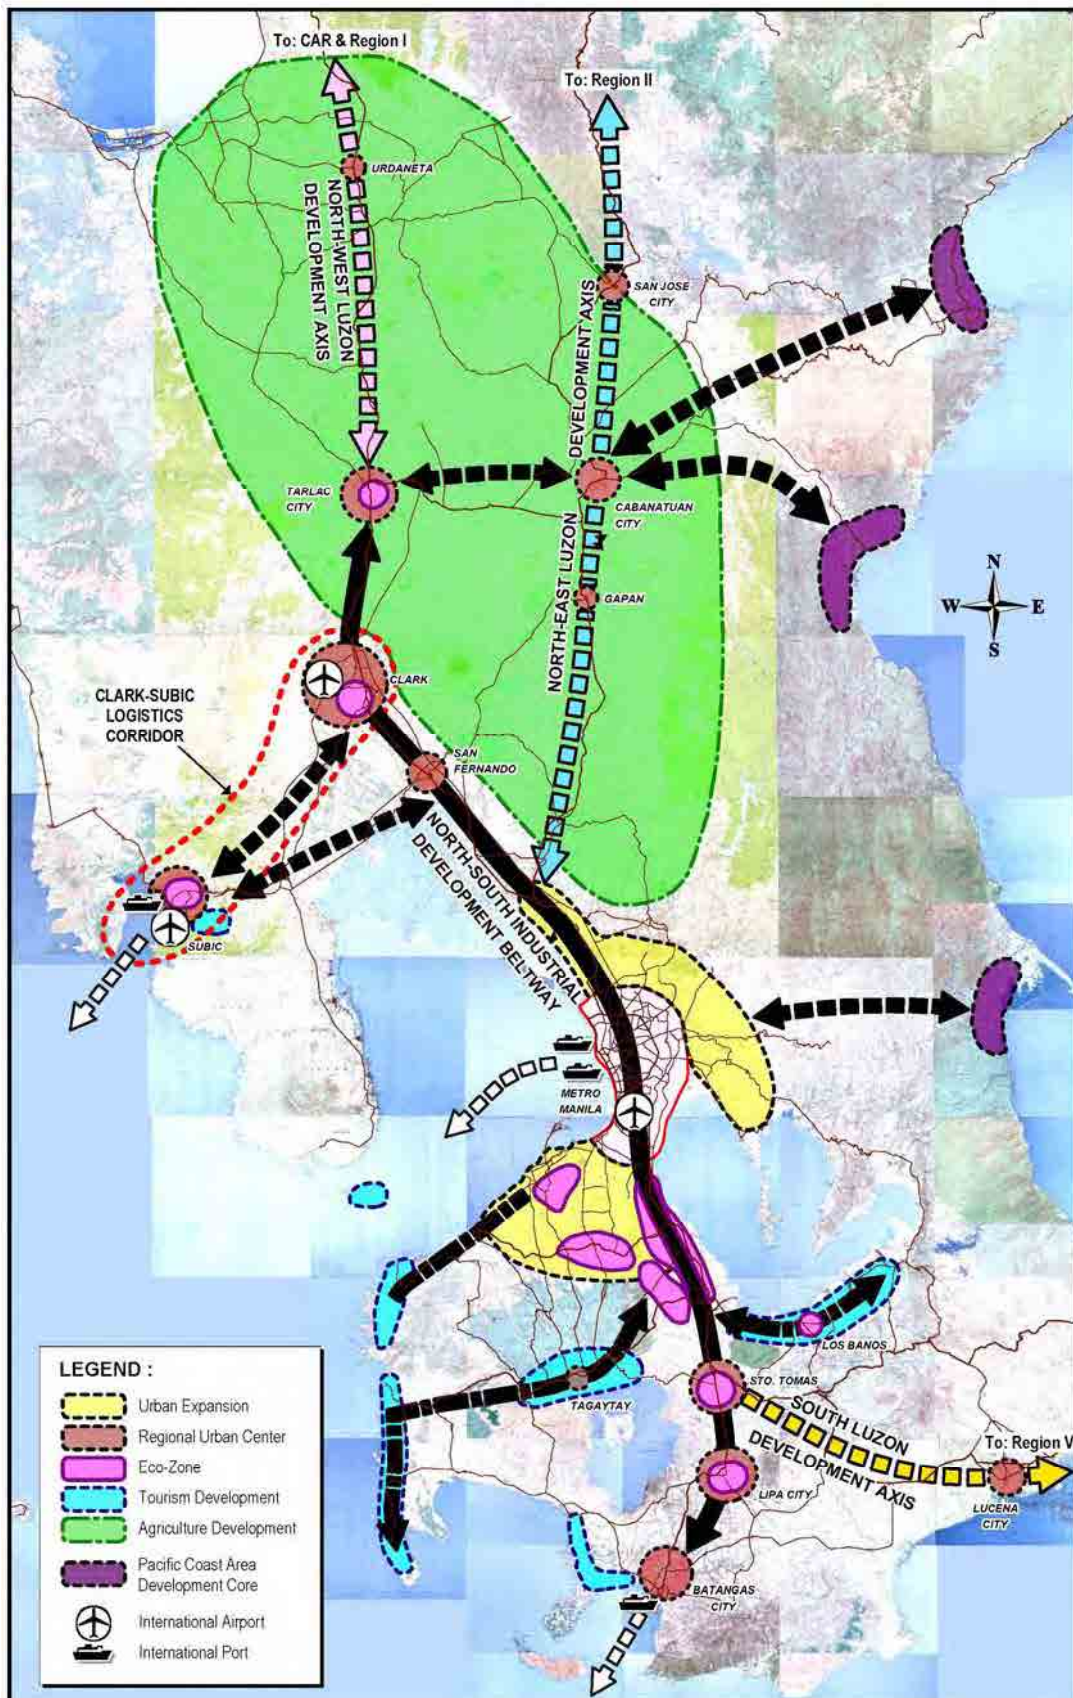 To: CAR & Region I
To: Region II
URDANETA
NORTH-WEST LUZON
DEVELOPMENT AXIS
SAN JOSE
CITY
DEVELOPMENT AXIS
NORTH-EAST LUZON
TARLAC
CITY
CABANATUAN
CITY
GAPAN
N
W
E
S
CLARK
CLARK-SUBIC
LOGISTICS
CORRIDOR
SAN
FERNANDO
NORTH-SOUTH INDUSTRIAL
DEVELOPMENT BELTWAY
SUBIC
METRO
MANILA
LOS BANOS
STO. TOMAS
TAGAYTAY
SOUTH LUZON
DEVELOPMENT AXIS
To: Region V
LIPA CITY
LUCENA
CITY
BATANGAS
CITY
LEGEND :
Urban Expansion
Regional Urban Center
Eco-Zone
Tourism Development
Agriculture Development
Pacific Coast Area
Development Core
International Airport
International Port